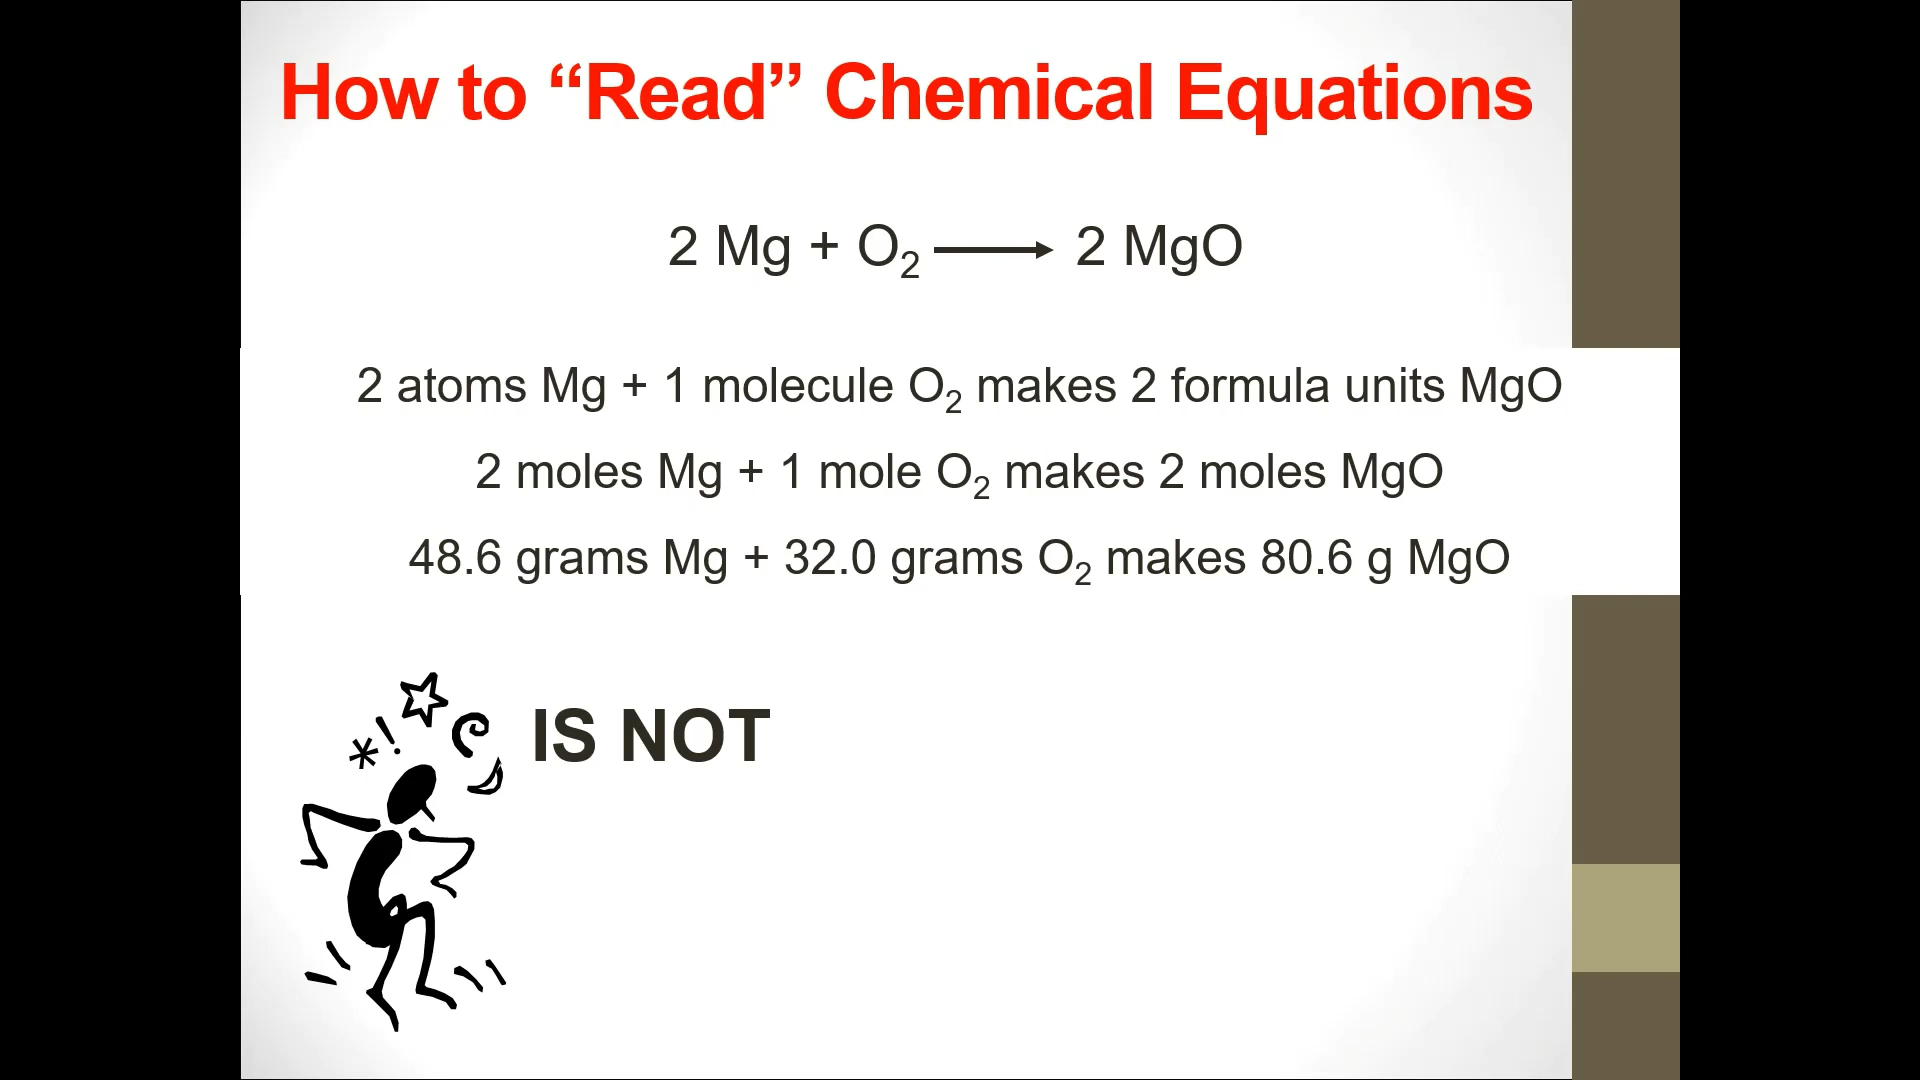 How to “Read” Chemical Equations
2 Mg + O₂ ⟶ 2 MgO
2 atoms Mg + 1 molecule O₂ makes 2 formula units MgO
2 moles Mg + 1 mole O₂ makes 2 moles MgO
48.6 grams Mg + 32.0 grams O₂ makes 80.6 g MgO
*!
IS NOT